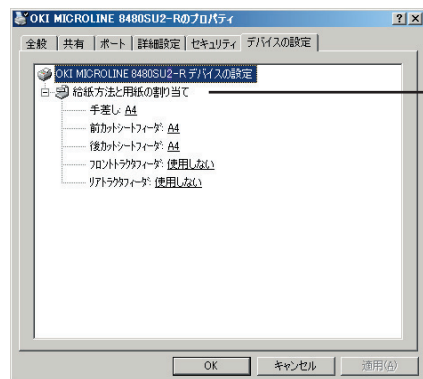 OKI MICROLINE 8480SU2-Rのプロパティ
全般 共有 ポート 詳細設定 セキュリティ デバイスの設定
OKI MICROLINE 8480SU2-R デバイスの設定
給紙方法と用紙の割り当て
手差し: A4
前カットシートフィーダ: A4
後カットシートフィーダ: A4
フロントトラクタフィーダ: 使用しない
リアトラクタフィーダ: 使用しない
OK キャンセル 適用(A)